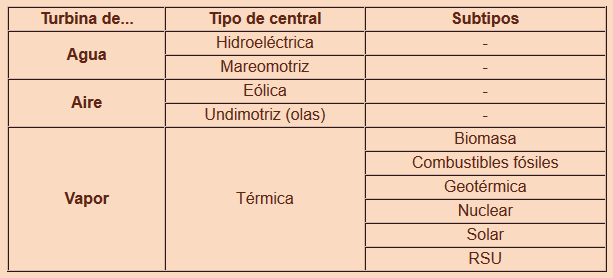 Turbina de... Tipo de central Subtipos
Agua Hidroeléctrica -
Mareomotriz -
Aire Eólica -
Undimotriz (olas) -
Vapor Térmica Biomasa
Combustibles fósiles
Geotérmica
Nuclear
Solar
RSU